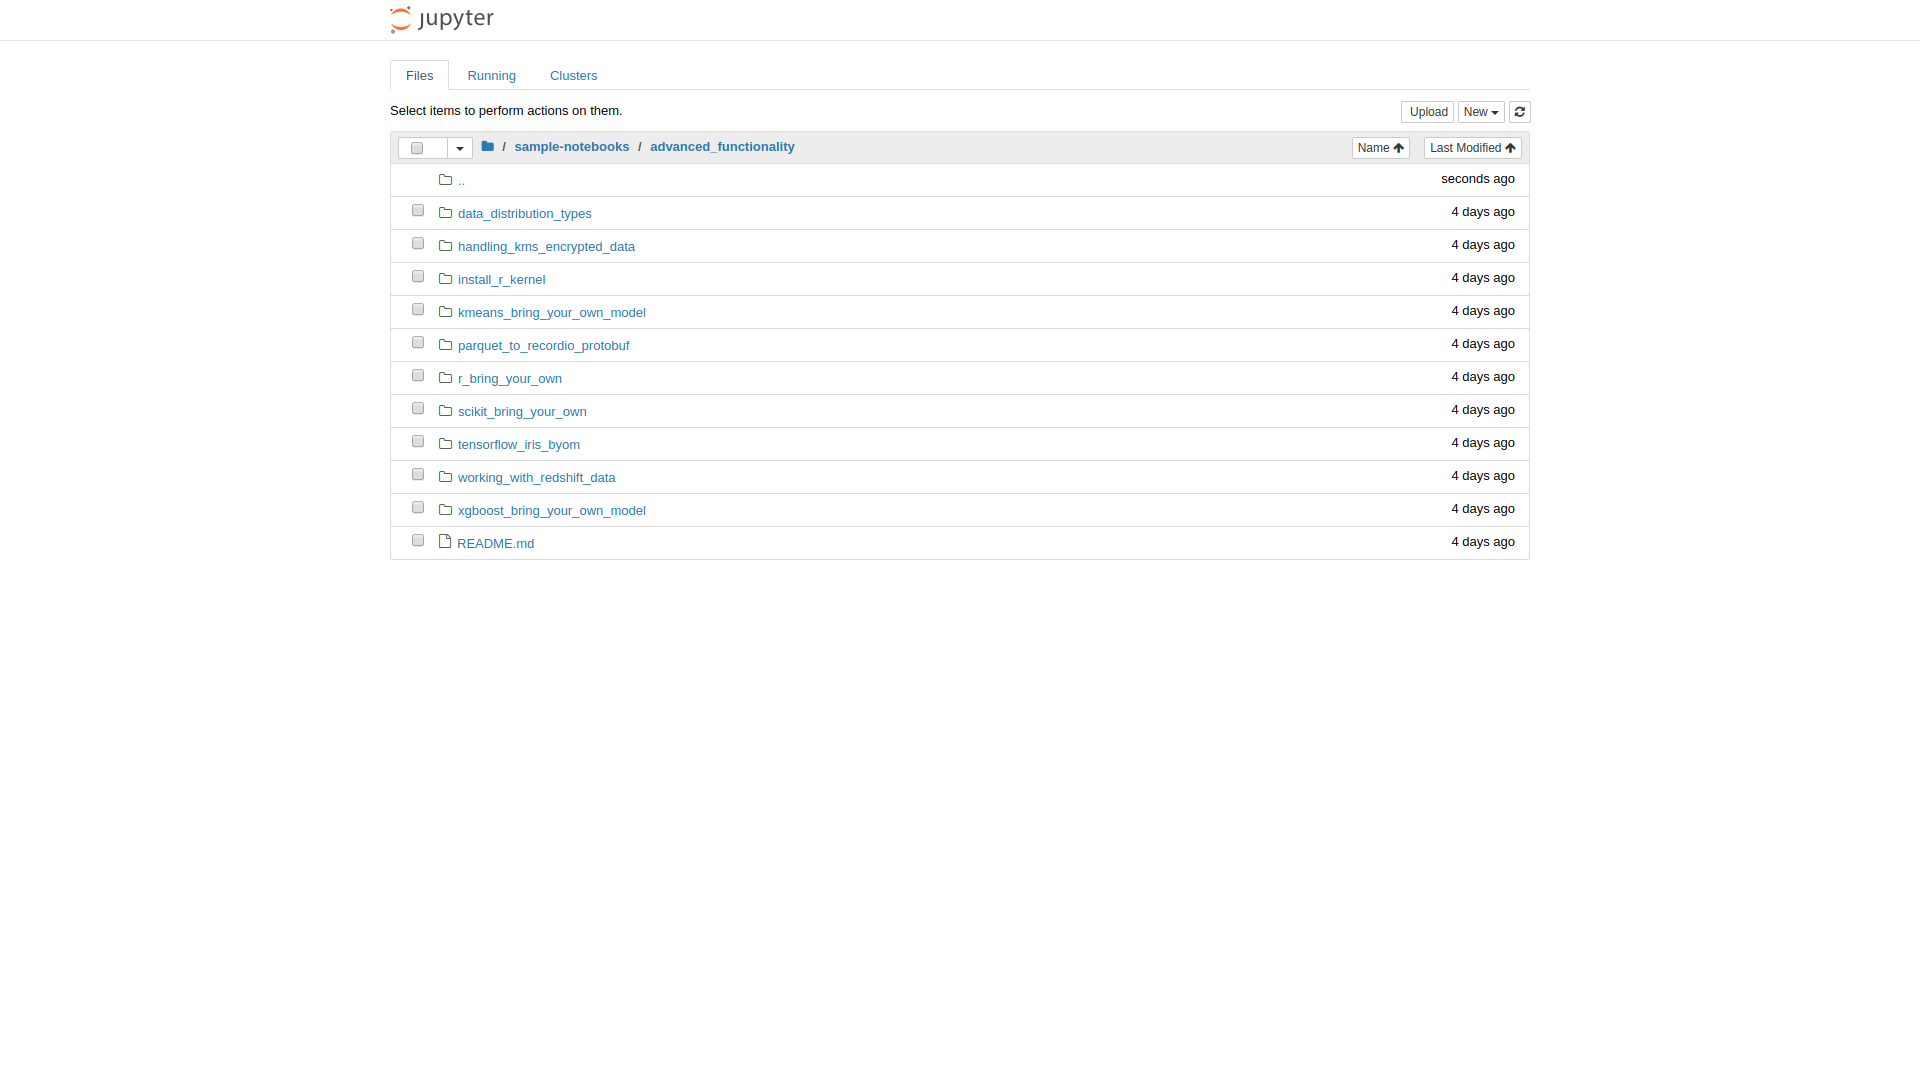 jupyter
Files Running Clusters
Select items to perform actions on them. Upload New
/ sample-notebooks / advanced_functionality Name Last Modified
.. seconds ago
data_distribution_types 4 days ago
handling_kms_encrypted_data 4 days ago
install_r_kernel 4 days ago
kmeans_bring_your_own_model 4 days ago
parquet_to_recordio_protobuf 4 days ago
r_bring_your_own 4 days ago
scikit_bring_your_own 4 days ago
tensorflow_iris_byom 4 days ago
working_with_redshift_data 4 days ago
xgboost_bring_your_own_model 4 days ago
README.md 4 days ago